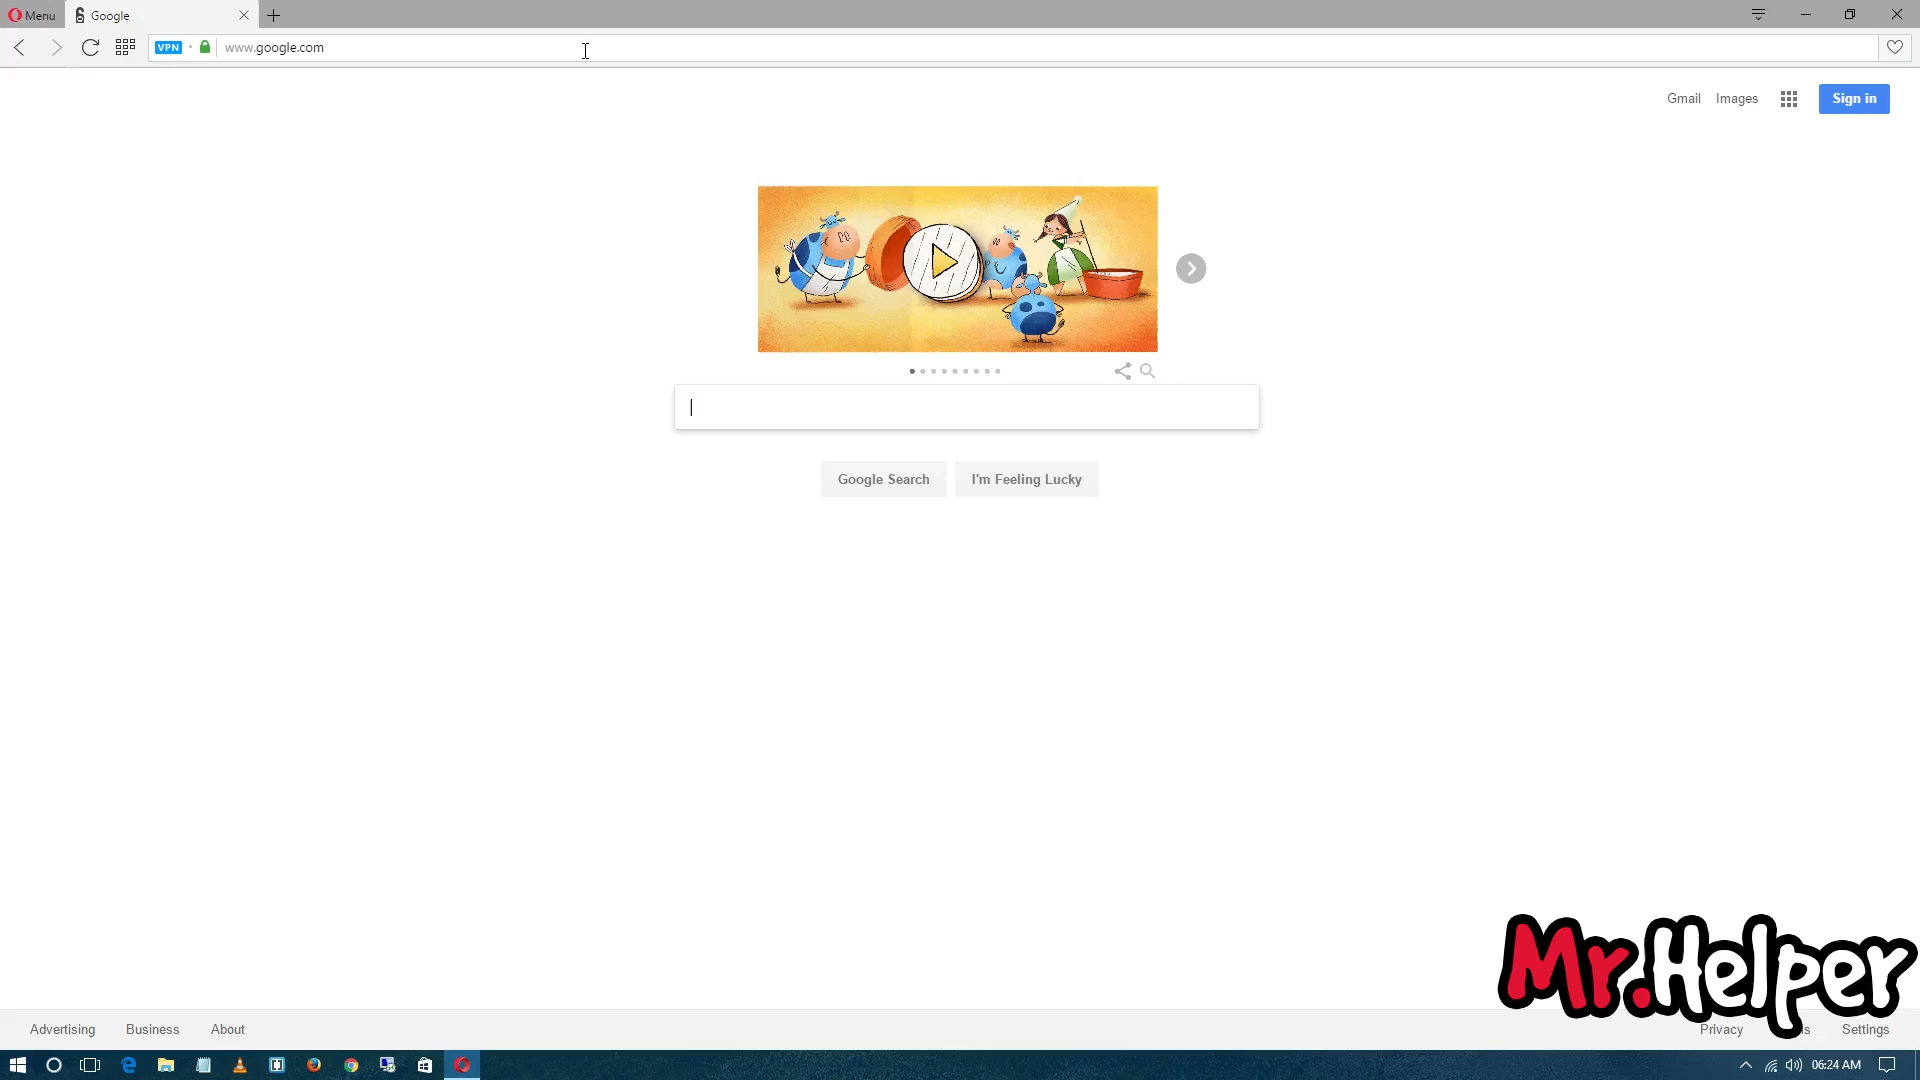 Menu
Google
VPN
www.google.com
Gmail Images
Sign in
Google Search I'm Feeling Lucky
Mr.Helper
Advertising Business About
Privacy Settings
06:24 AM